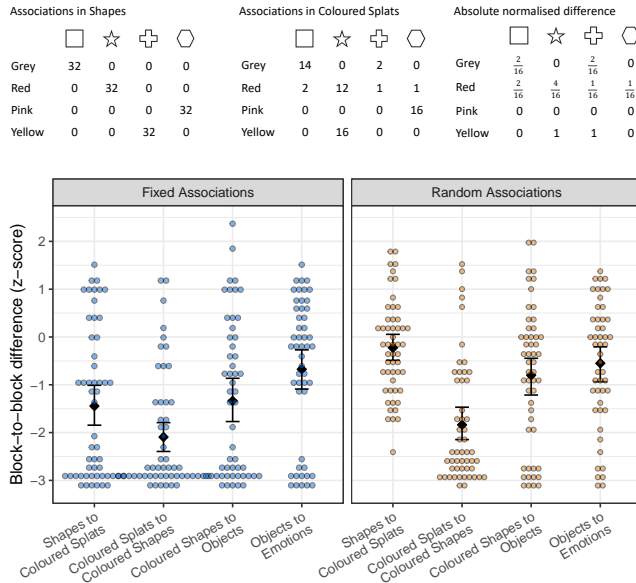 Associations in Shapes
Grey 32 0 0 0
Red 0 32 0 0
Pink 0 0 0 32
Yellow 0 0 32 0
Associations in Coloured Splats
Grey 14 0 2 0
Red 2 12 1 1
Pink 0 0 0 16
Yellow 0 16 0 0
Absolute normalised difference
Grey 2/16 0 2/16 0
Red 2/16 4/16 1/16 1/16
Pink 0 0 0 0
Yellow 0 1 1 0
Block−to−block difference (z−score)
2
1
0
−1
−2
−3
Fixed Associations
Shapes to
Coloured Splats
Coloured Splats to
Coloured Shapes
Coloured Shapes to
Objects
Objects to
Emotions
Random Associations
Shapes to
Coloured Splats
Coloured Splats to
Coloured Shapes
Coloured Shapes to
Objects
Objects to
Emotions